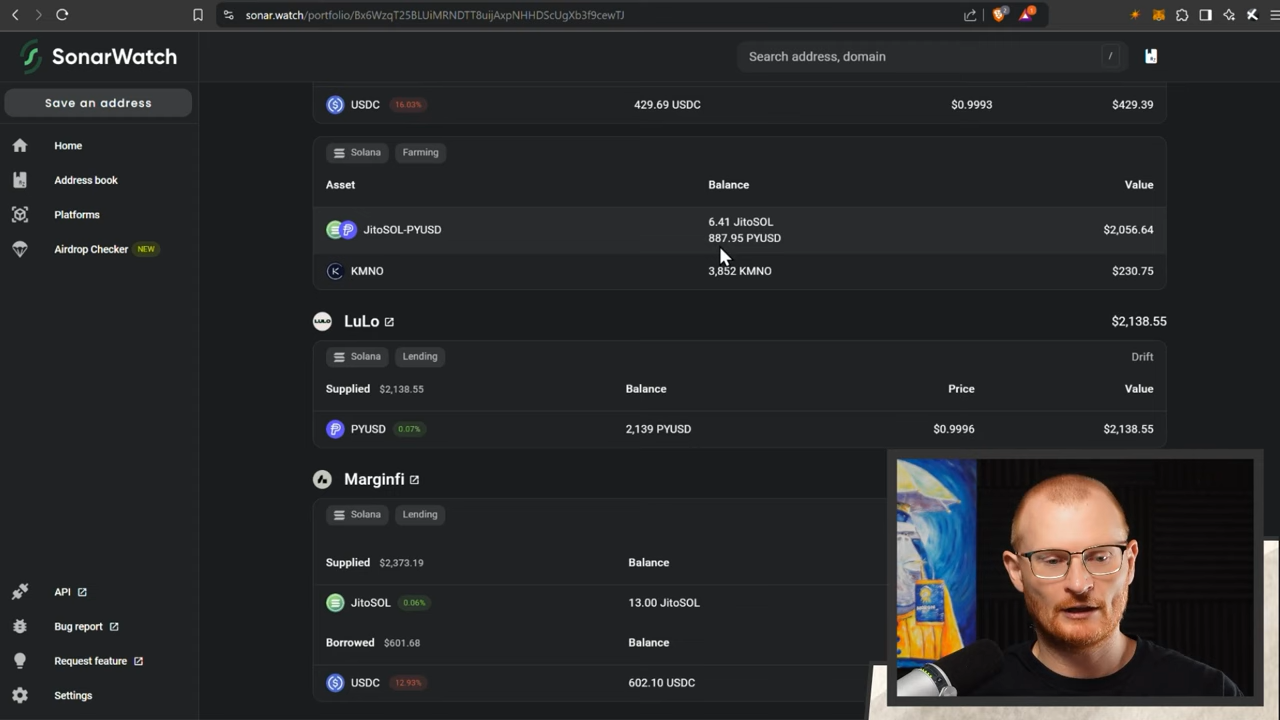 sonar.watch/portfolio/Bx6WzqT25BLUiMRNDTT8uijAxpNHHDScUgXb3f9cewTJ
2
1
SonarWatch
Search address, domain
/
Save an address
Home
Address book
Platforms
Airdrop Checker NEW
API
Bug report
Request feature
Settings
USDC 16.03% 429.69 USDC $0.9993 $429.39
Solana Farming
Asset Balance Value
JitoSOL-PYUSD 6.41 JitoSOL $2,056.64
887.95 PYUSD
KMNO 3,852 KMNO $230.75
LULO LuLo $2,138.55
Solana Lending Drift
Supplied $2,138.55 Balance Price Value
PYUSD 0.07% 2,139 PYUSD $0.9996 $2,138.55
Marginfi
Solana Lending
Supplied $2,373.19 Balance
JitoSOL 0.06% 13.00 JitoSOL
Borrowed $601.68 Balance
USDC 12.93% 602.10 USDC